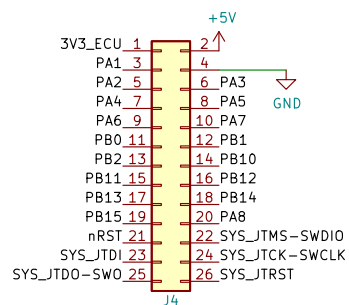 +5V
3V3_ECU 1 2
PA1 3 4
PA2 5 6 PA3
GND
PA4 7 8 PA5
PA6 9 10 PA7
PB0 11 12 PB1
PB2 13 14 PB10
PB11 15 16 PB12
PB13 17 18 PB14
PB15 19 20 PA8
nRST 21 22 SYS_JTMS-SWDIO
SYS_JTDI 23 24 SYS_JTCK-SWCLK
SYS_JTDO-SWO 25 26 SYS_JTRST
J4